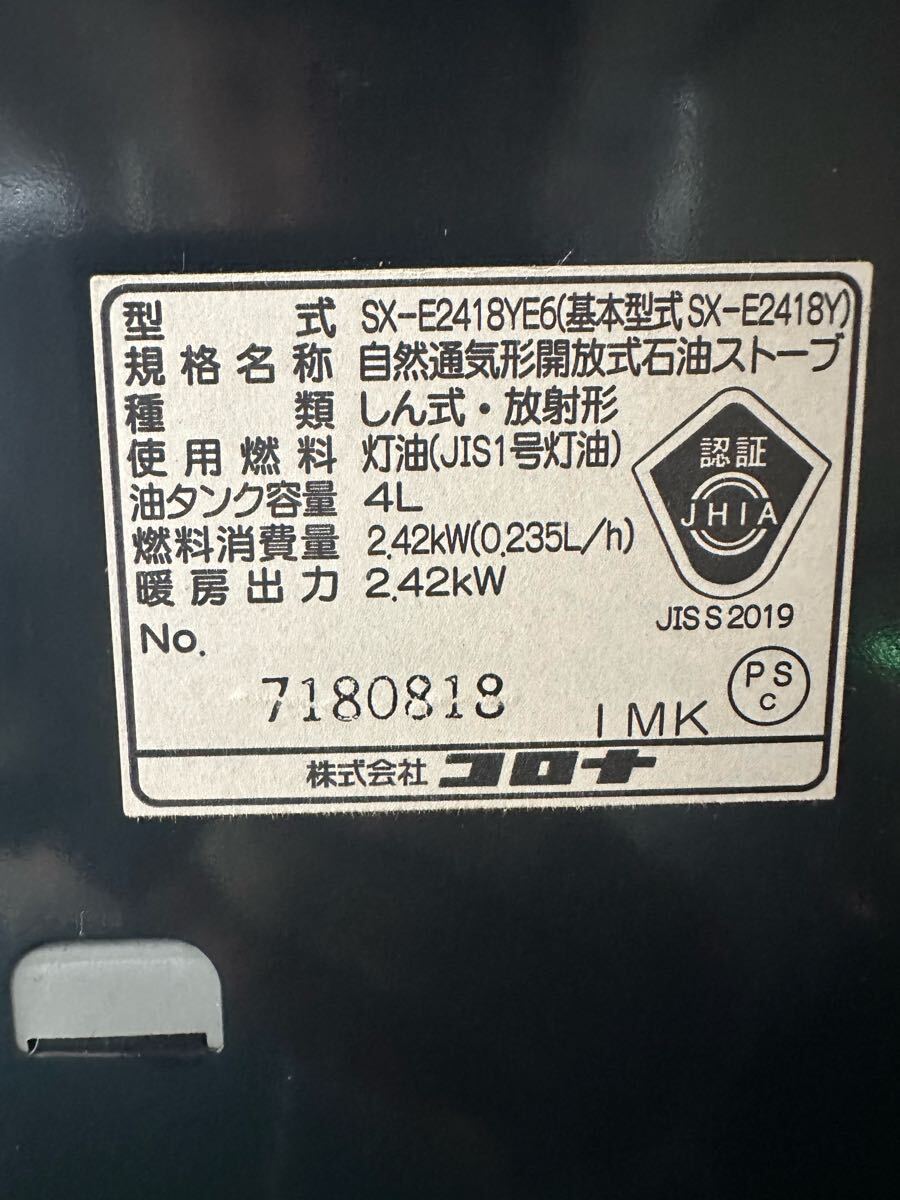 型式 SX-E2418YE6(基本型式SX-E2418Y)
規格名称 自然通気形開放式石油ストーブ
種類 しん式・放射形
使用燃料 灯油(JIS1号灯油)
油タンク容量 4L
燃料消費量 2.42kW(0.235L/h)
暖房出力 2.42kW
認証
JHIA
JIS S 2019
No.
7180818
IMK
PS
C
株式会社 コロナ